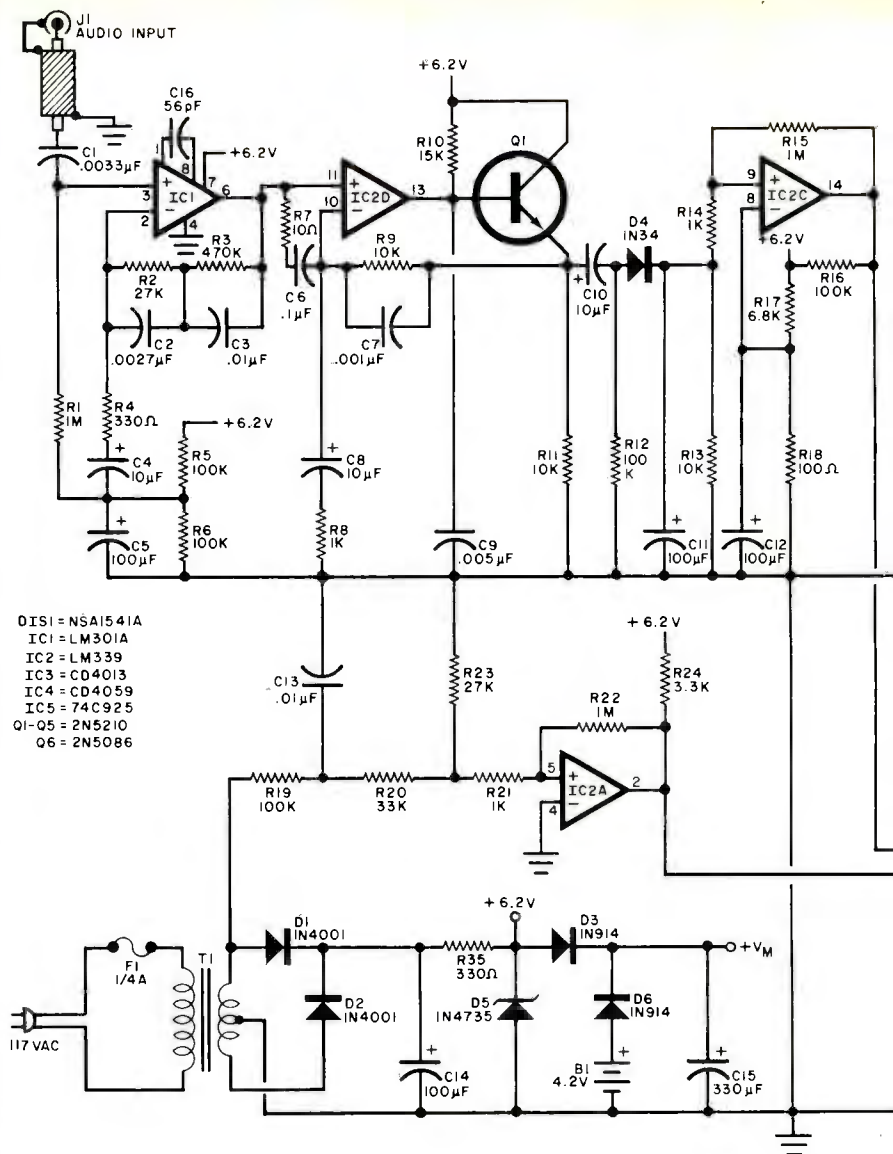 J1
AUDIO INPUT
C16
56pF
+6.2V
C1
.0033µF
1
8
7
+6.2V
3
+
IC1
6
2
−
4
R2
27K
R3
470K
C2
.0027µF
C3
.01µF
R1
1M
R4
330Ω
+
C4
10µF
R5
100K
+6.2V
+
C5
100µF
R6
100K
R7
10Ω
C6
.1µF
11
+
IC2D
13
10
−
R9
10K
C7
.001µF
+
C8
10µF
R8
1K
R10
15K
Q1
C9
.005µF
+
C10
10µF
D4
1N34
R11
10K
R12
100
K
R13
10K
R14
1K
R15
1M
9
+
IC2C
14
8
−
+6.2V
R16
100K
R17
6.8K
R18
100Ω
+
C11
100µF
+
C12
100µF
DIS1 = NSA1541A
IC1 = LM301A
IC2 = LM339
IC3 = CD4013
IC4 = CD4059
IC5 = 74C925
Q1-Q5 = 2N5210
Q6 = 2N5086
C13
.01µF
R23
27K
+6.2V
R24
3.3K
R22
1M
R19
100K
R20
33K
R21
1K
5
+
IC2A
2
4
−
F1
1/4A
T1
117 VAC
D1
1N4001
D2
1N4001
+
C14
100µF
R35
330Ω
+6.2V
D5
1N4735
D3
1N914
+VM
D6
1N914
+
B1
4.2V
+
C15
330µF